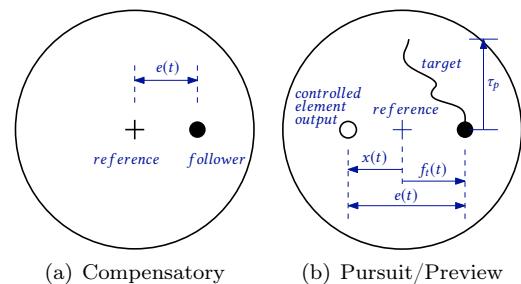 e(t)
reference
follower
(a) Compensatory
target
τp
controlled
element
output
reference
x(t)
ft(t)
e(t)
(b) Pursuit/Preview